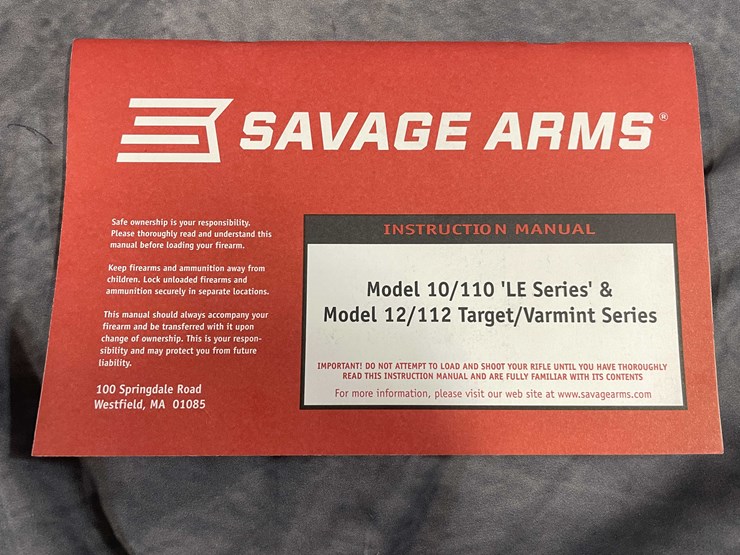 SAVAGE ARMS®
Safe ownership is your responsibility.
Please thoroughly read and understand this
manual before loading your firearm.
Keep firearms and ammunition away from
children. Lock unloaded firearms and
ammunition securely in separate locations.
This manual should always accompany your
firearm and be transferred with it upon
change of ownership. This is your respon-
sibility and may protect you from future
liability.
100 Springdale Road
Westfield, MA 01085
INSTRUCTION MANUAL
Model 10/110 'LE Series' &
Model 12/112 Target/Varmint Series
IMPORTANT! DO NOT ATTEMPT TO LOAD AND SHOOT YOUR RIFLE UNTIL YOU HAVE THOROUGHLY
READ THIS INSTRUCTION MANUAL AND ARE FULLY FAMILIAR WITH ITS CONTENTS
For more information, please visit our web site at www.savagearms.com